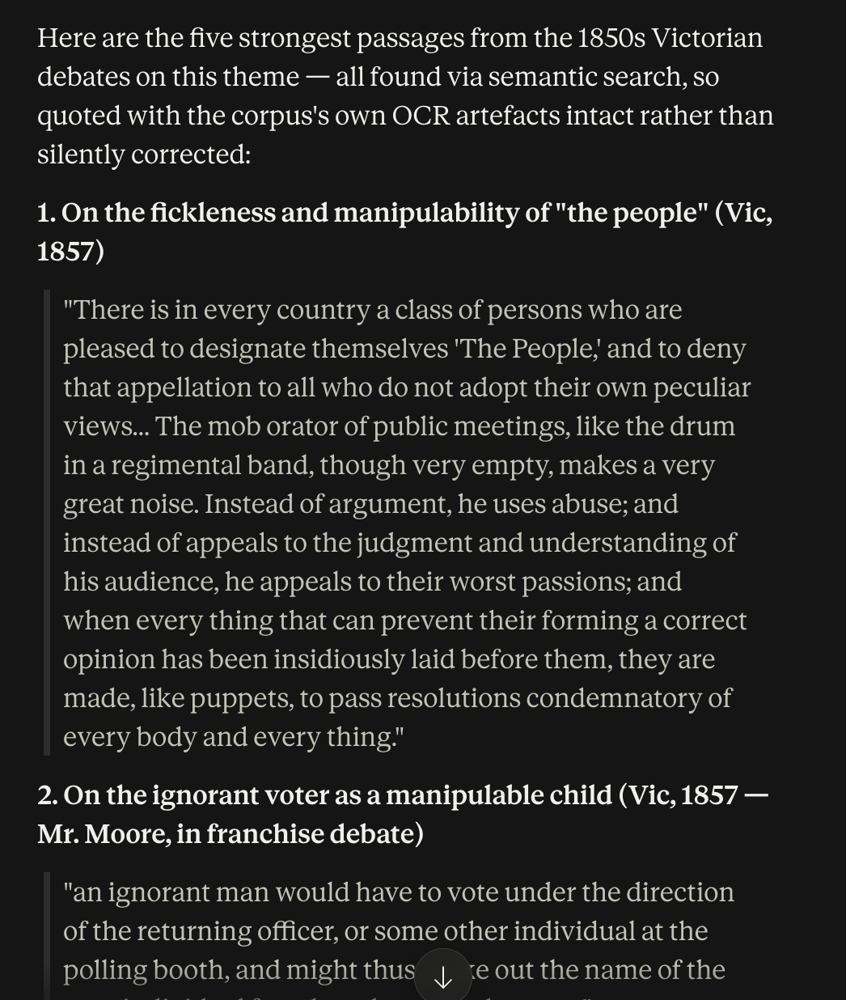 Here are the five strongest passages from the 1850s Victorian
debates on this theme — all found via semantic search, so
quoted with the corpus's own OCR artefacts intact rather than
silently corrected:
1. On the fickleness and manipulability of "the people" (Vic,
1857)
"There is in every country a class of persons who are
pleased to designate themselves 'The People,' and to deny
that appellation to all who do not adopt their own peculiar
views... The mob orator of public meetings, like the drum
in a regimental band, though very empty, makes a very
great noise. Instead of argument, he uses abuse; and
instead of appeals to the judgment and understanding of
his audience, he appeals to their worst passions; and
when every thing that can prevent their forming a correct
opinion has been insidiously laid before them, they are
made, like puppets, to pass resolutions condemnatory of
every body and every thing."
2. On the ignorant voter as a manipulable child (Vic, 1857 —
Mr. Moore, in franchise debate)
"an ignorant man would have to vote under the direction
of the returning officer, or some other individual at the
polling booth, and might thus out the name of the